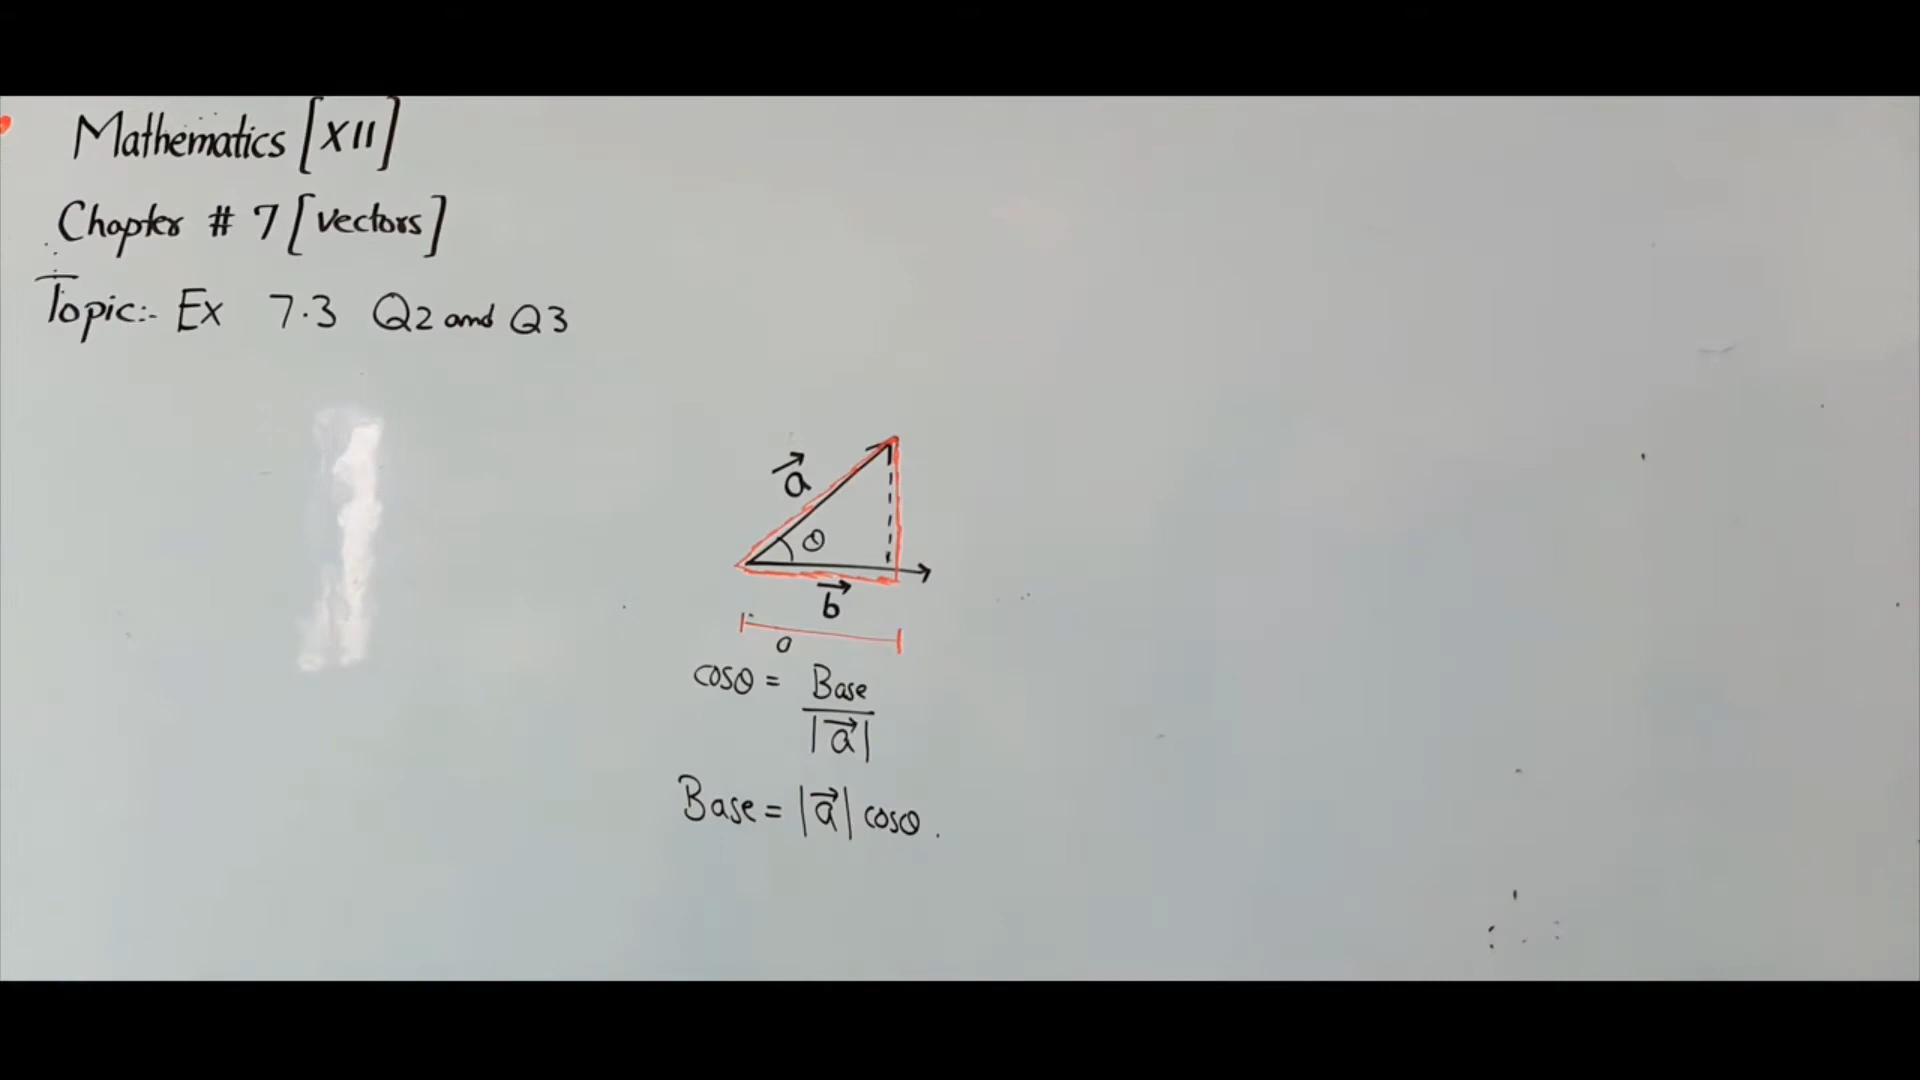 Mathematics [XII]
Chapter # 7 [vectors]
Topic:- Ex 7.3 Q2 and Q3
a
θ
b
cosθ = Base
|a|
Base = |a| cosθ.